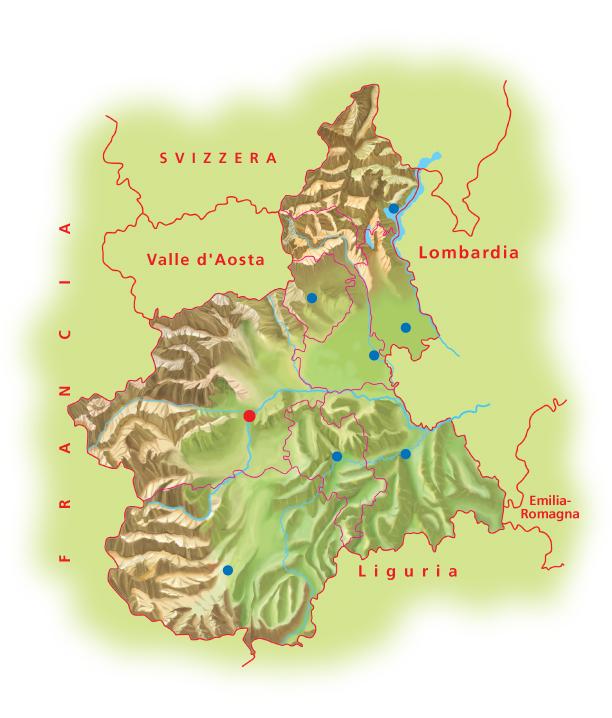 SVIZZERA
Valle d'Aosta
Lombardia
FRANCIA
Emilia-
Romagna
Liguria